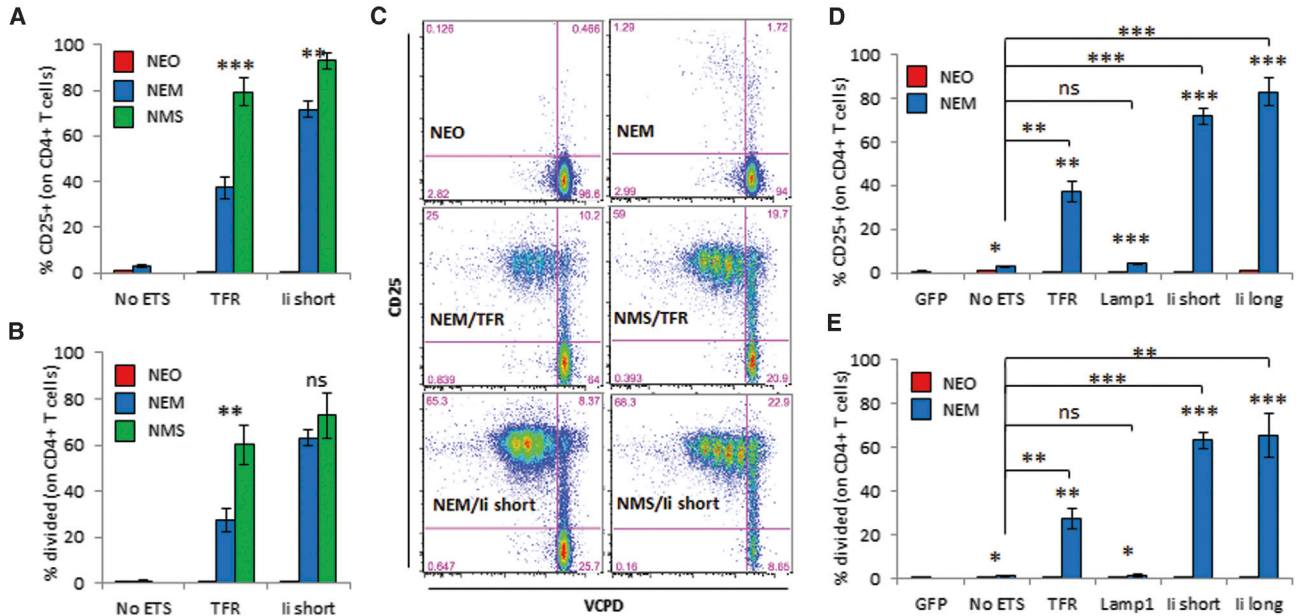 A
% CD25+ (on CD4+ T cells)
100
80
60
40
20
0
NEO
NEM
NMS
***
**
No ETS TFR Ii short
B
% divided (on CD4+ T cells)
100
80
60
40
20
0
NEO
NEM
NMS
**
ns
No ETS TFR Ii short
C
CD25
0.126 0.466
NEO
2.82 96.6
1.29 1.72
NEM
2.99 94
25 10.2
NEM/TFR
0.839 64
59 19.7
NMS/TFR
0.393 20.9
65.3 8.37
NEM/Ii short
0.647 25.7
68.3 22.9
NMS/Ii short
0.16 8.65
VCPD
D
% CD25+ (on CD4+ T cells)
100
80
60
40
20
0
NEO
NEM
***
***
ns
**
*
**
***
***
***
GFP No ETS TFR Lamp1 Ii short Ii long
E
% divided (on CD4+ T cells)
100
80
60
40
20
0
NEO
NEM
**
***
ns
**
*
**
*
***
***
GFP No ETS TFR Lamp1 Ii short Ii long